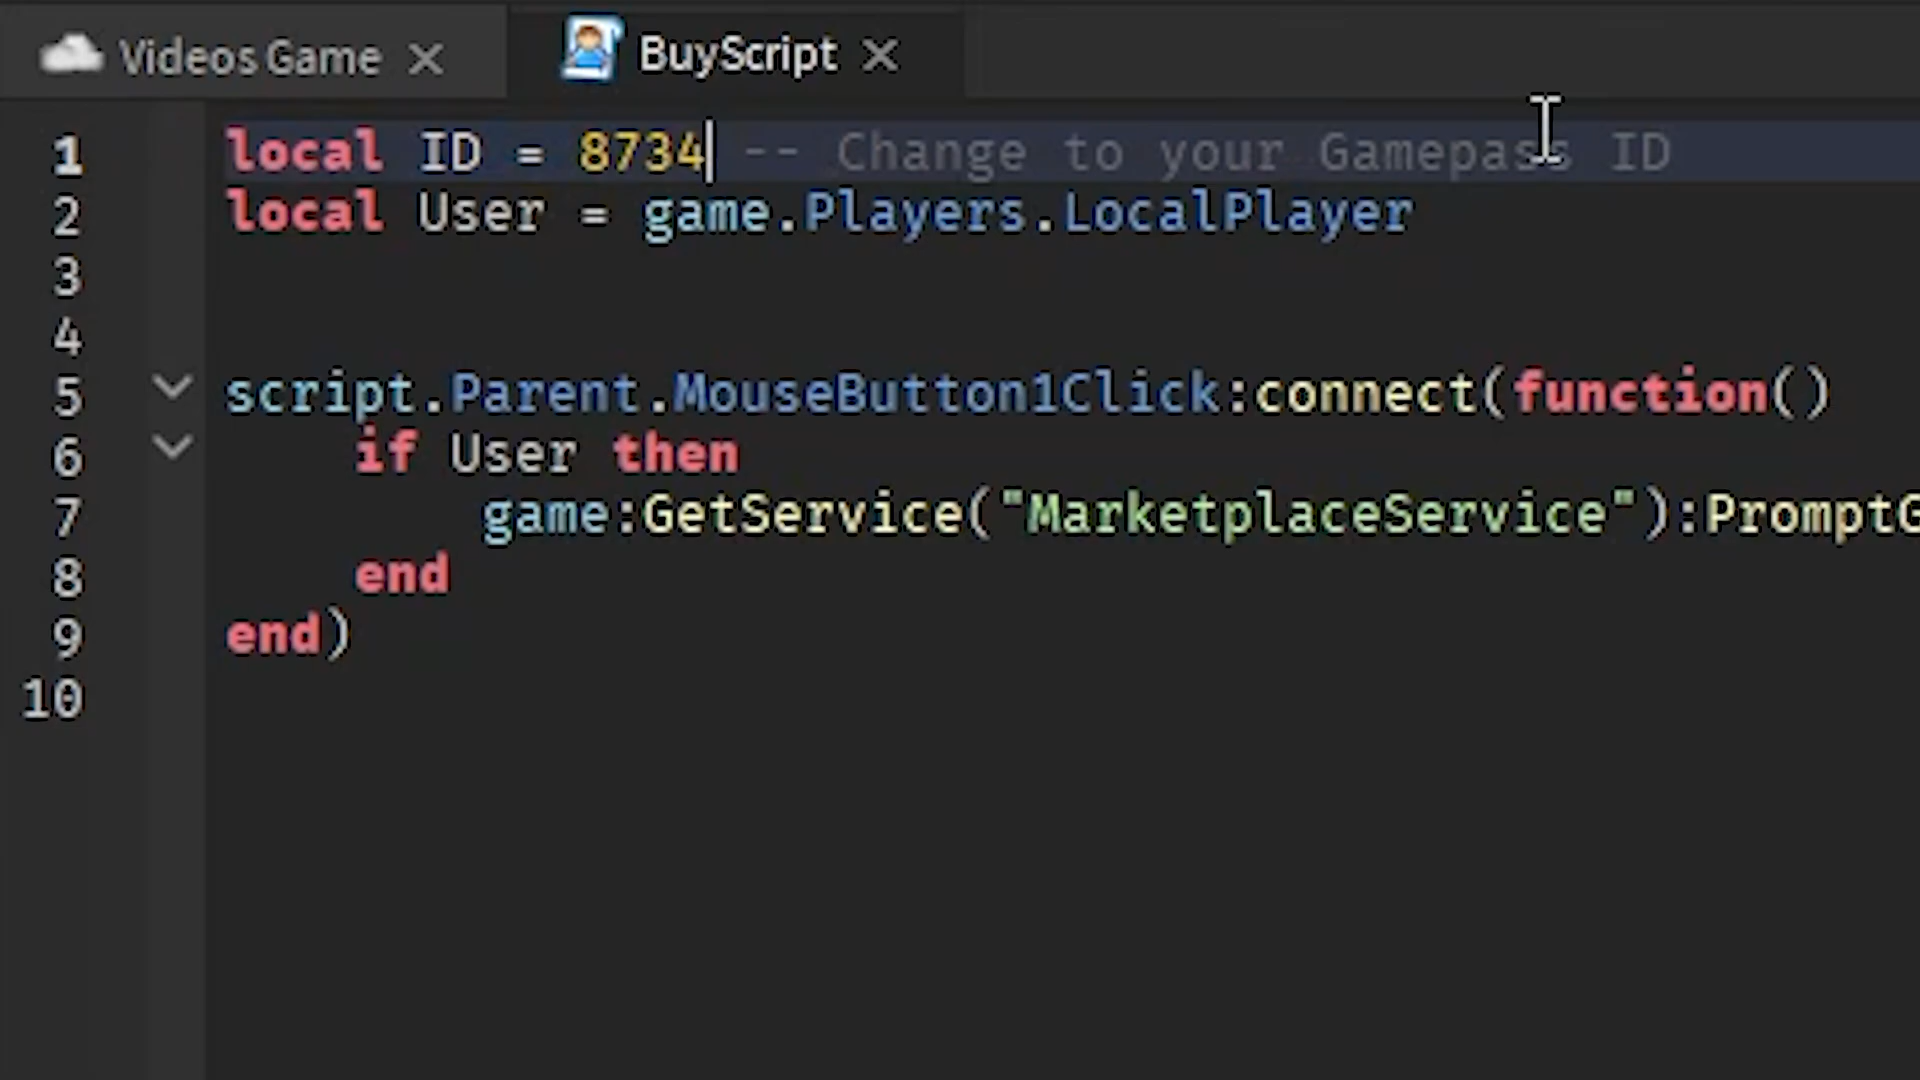 Videos Game
BuyScript
1 local ID = 8734 -- Change to your Gamepass ID
2 local User = game.Players.LocalPlayer
3
4
5 script.Parent.MouseButton1Click:connect(function()
6 if User then
7 game:GetService("MarketplaceService"):PromptG
8 end
9 end)
10